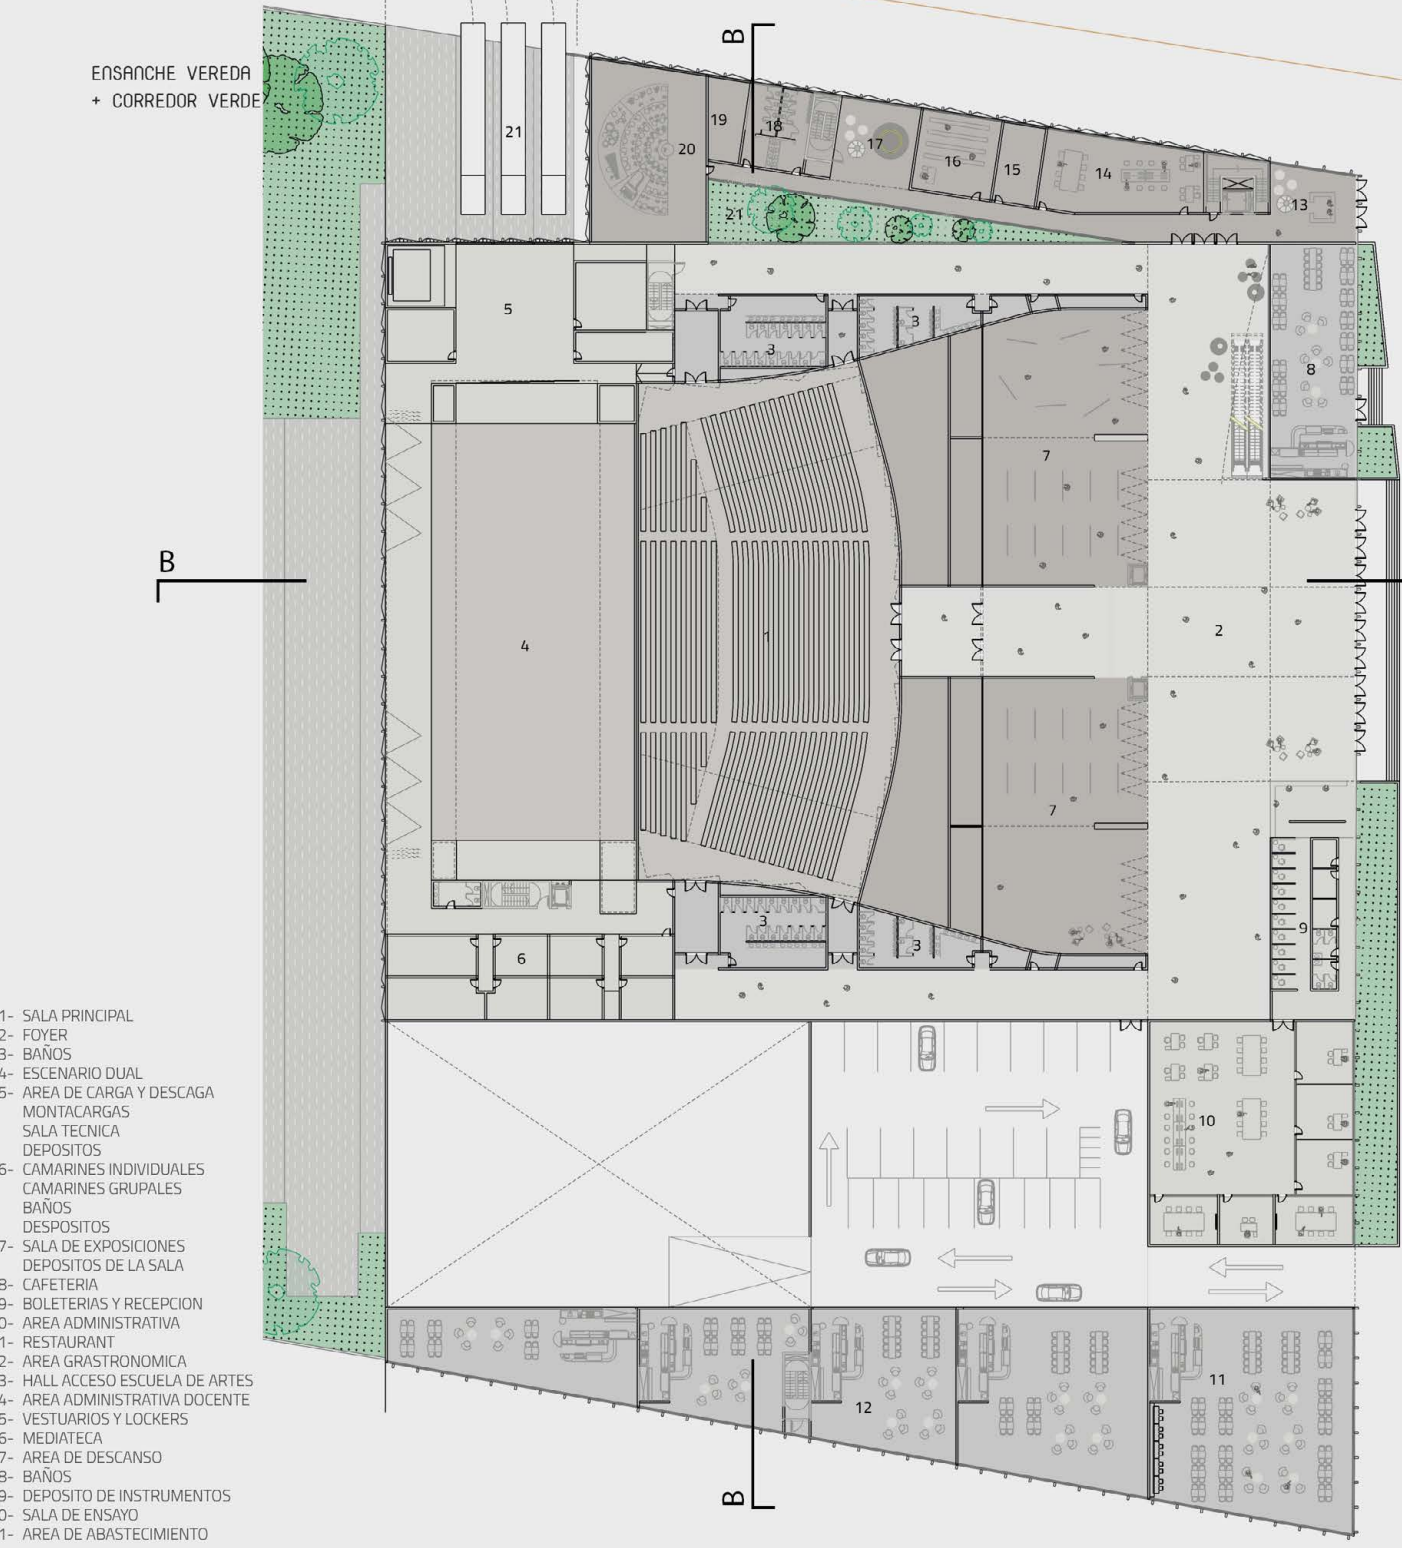 B
ENSANCHE VEREDA
+ CORREDOR VERDE
21
19
18
20
17
16
15
14
13
21
5
3
3
8
7
B
4
1
2
7
3
3
9
6
10
11
12
B
1- SALA PRINCIPAL
2- FOYER
3- BAÑOS
4- ESCENARIO DUAL
5- AREA DE CARGA Y DESCAGA
MONTACARGAS
SALA TECNICA
DEPOSITOS
6- CAMARINES INDIVIDUALES
CAMARINES GRUPALES
BAÑOS
DESPOSITOS
7- SALA DE EXPOSICIONES
DEPOSITOS DE LA SALA
8- CAFETERIA
9- BOLETERIAS Y RECEPCION
0- AREA ADMINISTRATIVA
1- RESTAURANT
2- AREA GRASTRONOMICA
3- HALL ACCESO ESCUELA DE ARTES
4- AREA ADMINISTRATIVA DOCENTE
5- VESTUARIOS Y LOCKERS
6- MEDIATECA
7- AREA DE DESCANSO
8- BAÑOS
9- DEPOSITO DE INSTRUMENTOS
0- SALA DE ENSAYO
1- AREA DE ABASTECIMIENTO